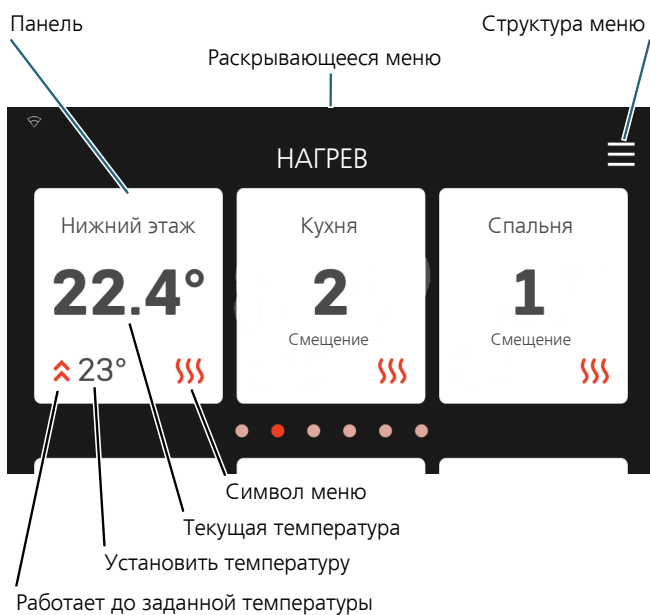 Панель
Структура меню
Раскрывающееся меню
НАГРЕВ
Нижний этаж
Кухня
Спальня
22.4°
2
1
Смещение
Смещение
23°
Символ меню
Текущая температура
Установить температуру
Работает до заданной температуры